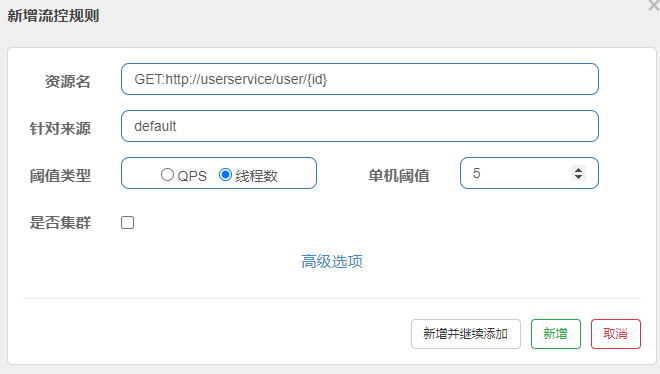 新增流控规则
资源名 GET:http://userservice/user/{id}
针对来源 default
阈值类型 QPS 线程数 单机阈值 5
是否集群
高级选项
新增并继续添加 新增 取消